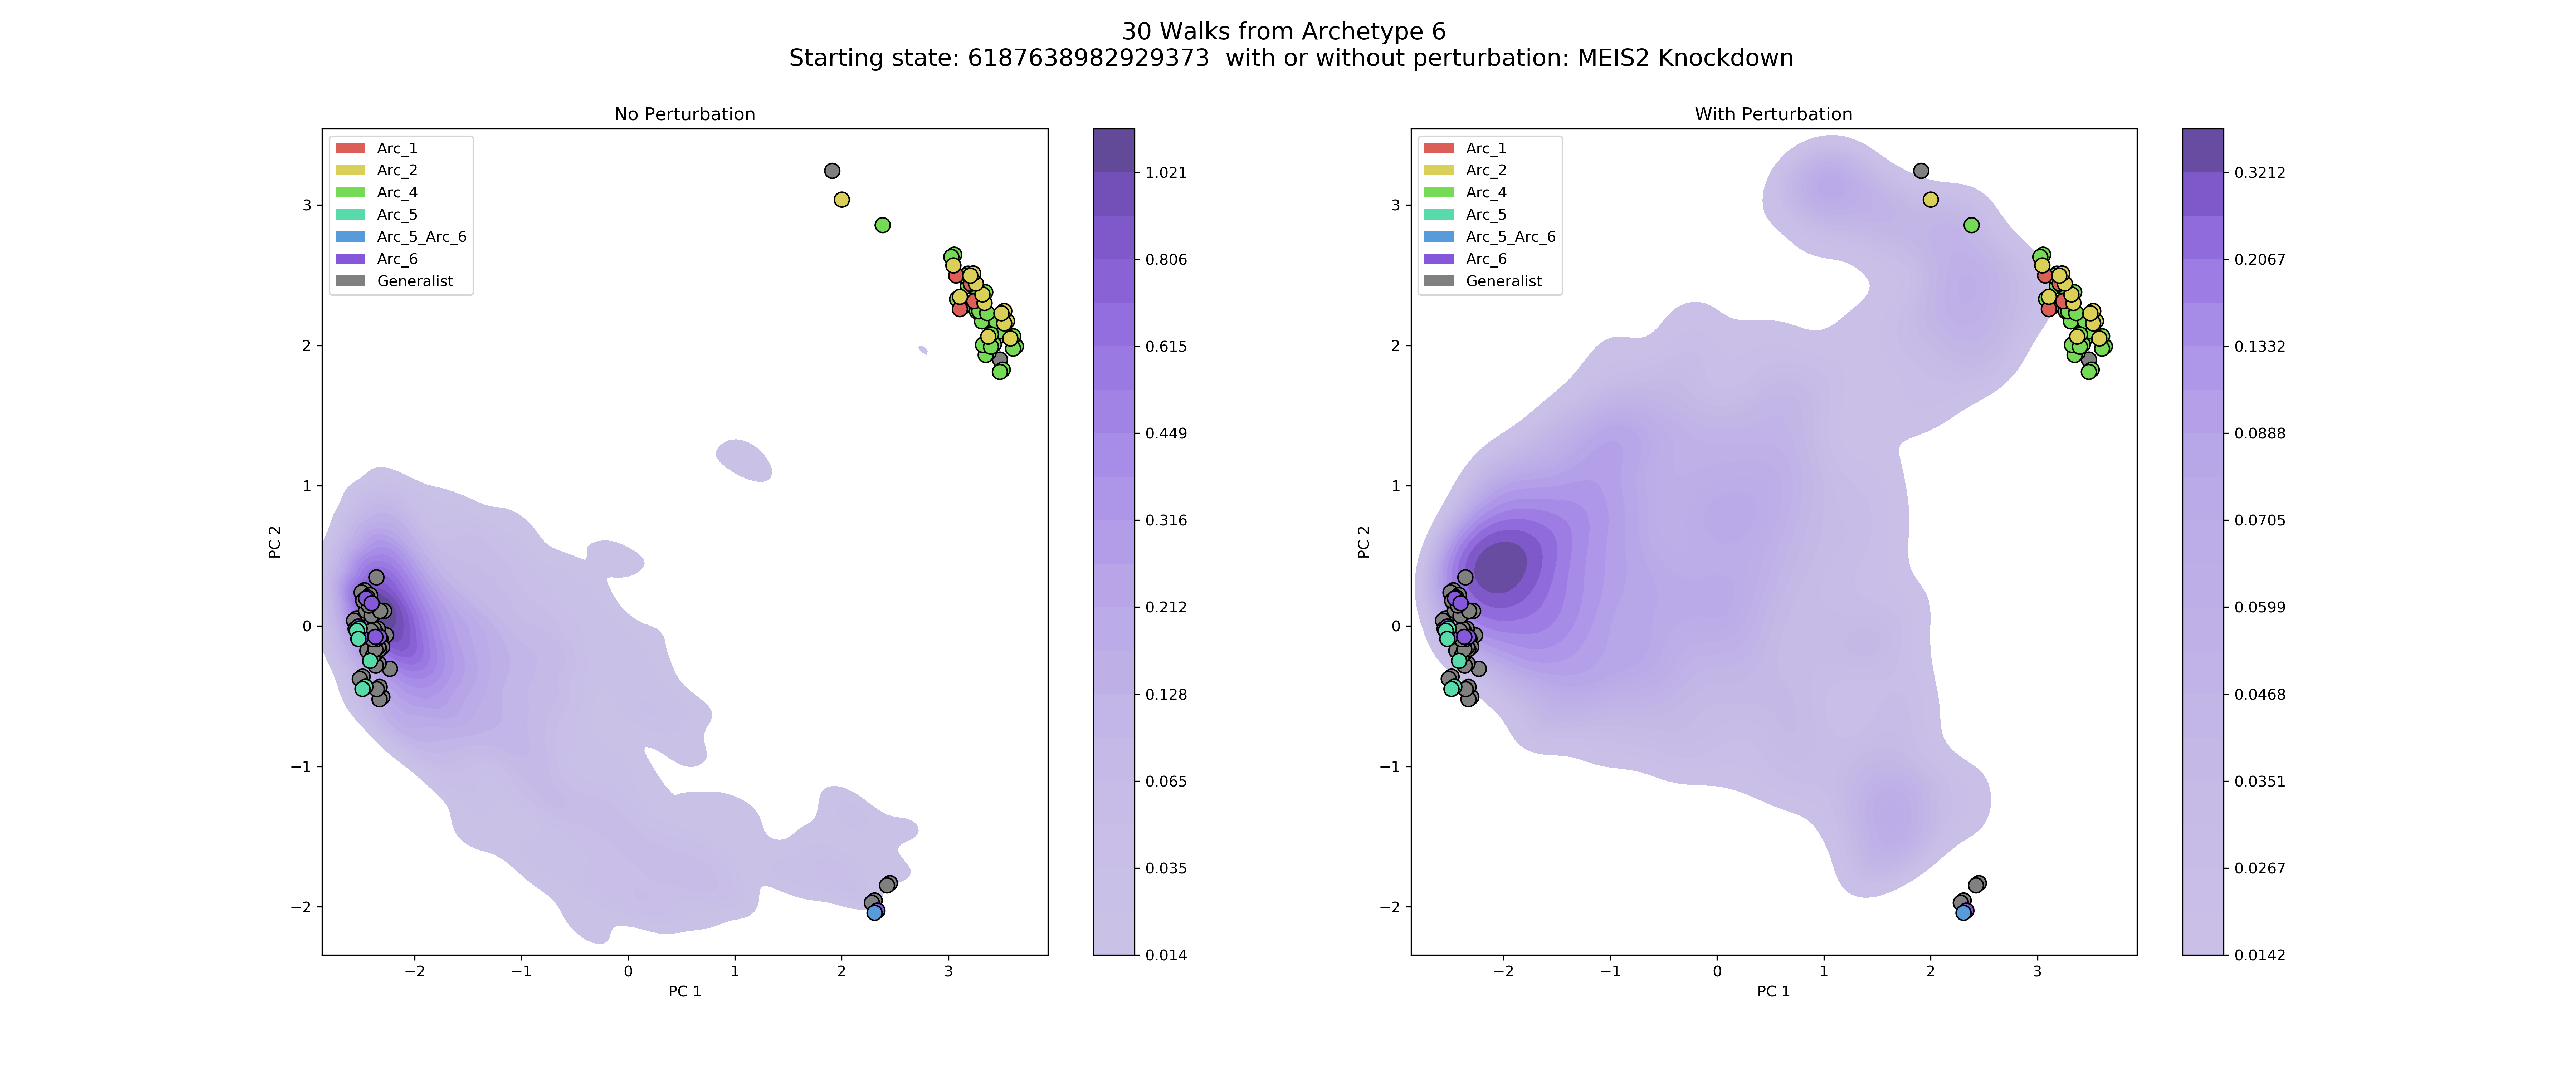 30 Walks from Archetype 6
Starting state: 6187638982929373  with or without perturbation: MEIS2 Knockdown
No Perturbation
Arc_1
Arc_2
Arc_4
Arc_5
Arc_5_Arc_6
Arc_6
Generalist
3
2
1
0
−1
−2
PC 2
−2
−1
0
1
2
3
PC 1
1.021
0.806
0.615
0.449
0.316
0.212
0.128
0.065
0.035
0.014
With Perturbation
Arc_1
Arc_2
Arc_4
Arc_5
Arc_5_Arc_6
Arc_6
Generalist
3
2
1
0
−1
−2
PC 2
−2
−1
0
1
2
3
PC 1
0.3212
0.2067
0.1332
0.0888
0.0705
0.0599
0.0468
0.0351
0.0267
0.0142